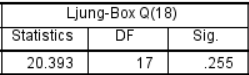 Ljung-Box Q(18)
Statistics DF Sig.
20.393 17 .255